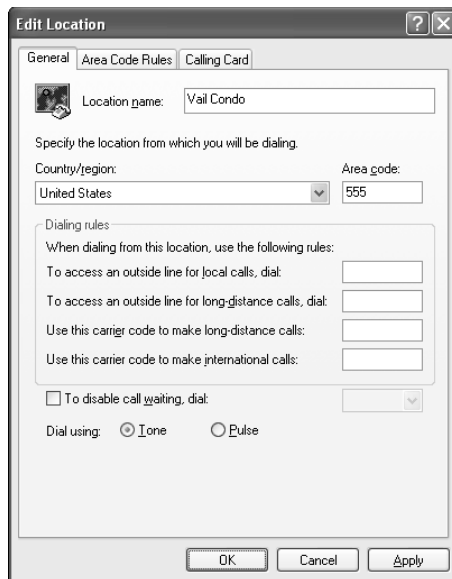 Edit Location
General Area Code Rules Calling Card
Location name: Vail Condo
Specify the location from which you will be dialing.
Country/region: Area code:
United States 555
Dialing rules
When dialing from this location, use the following rules:
To access an outside line for local calls, dial:
To access an outside line for long-distance calls, dial:
Use this carrier code to make long-distance calls:
Use this carrier code to make international calls:
To disable call waiting, dial:
Dial using: Tone Pulse
OK Cancel Apply